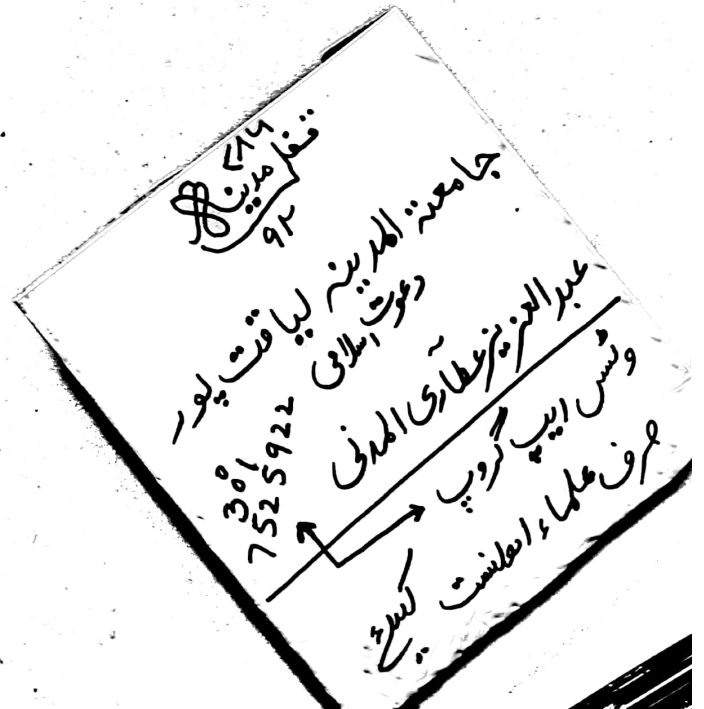 ۷۸۶
قفل مدینہ
۹۲
جامعۃ المدینہ لیاقت پور
دعوت اسلامی
عبدالعزیز عطاری المدنی
0301
7525922
وٹس ایپ گروپ
صرف علماء اہلسنت کیلئے